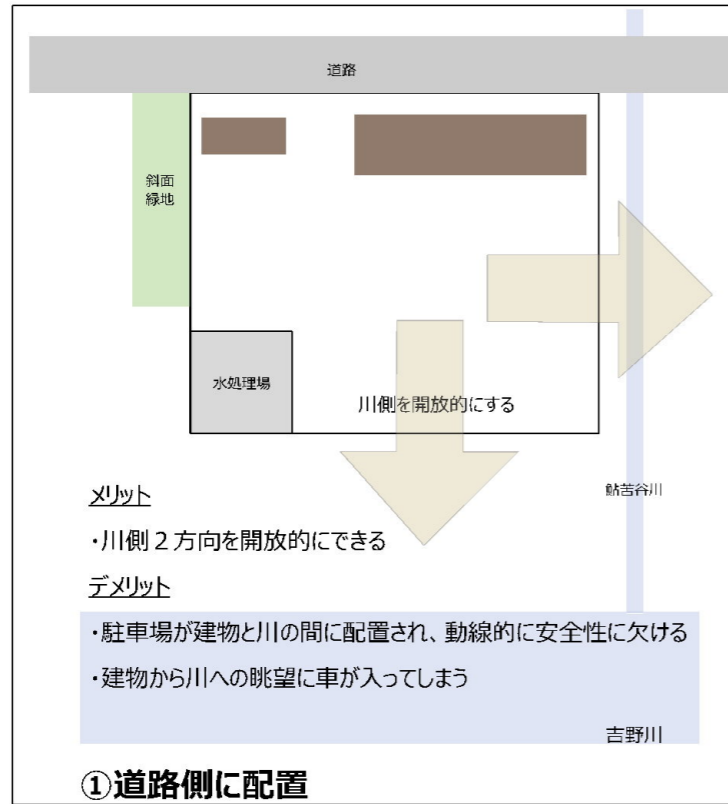 道路
斜面
緑地
水処理場
川側を開放的にする
鮎苦谷川
メリット
・川側２方向を開放的にできる
デメリット
・駐車場が建物と川の間に配置され、動線的に安全性に欠ける
・建物から川への眺望に車が入ってしまう
吉野川
①道路側に配置